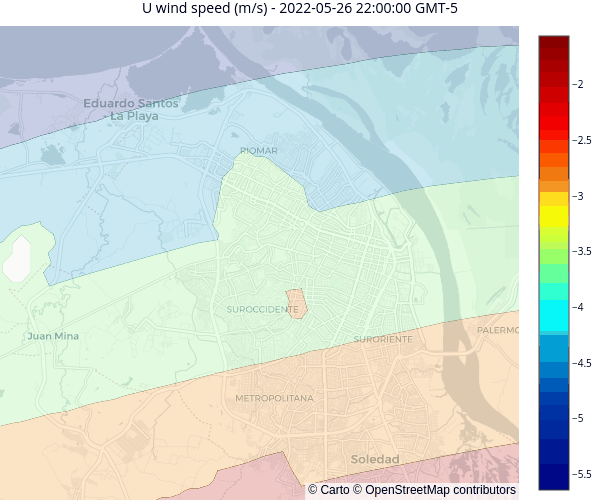 U wind speed (m/s) - 2022-05-26 22:00:00 GMT-5
−2
Eduardo Santos
La Playa
−2.5
RIOMAR
−3
−3.5
−4
SUROCCIDENTE
PALERMO
Juan Mina
SURORIENTE
−4.5
METROPOLITANA
−5
Soledad
−5.5
© Carto © OpenStreetMap contributors